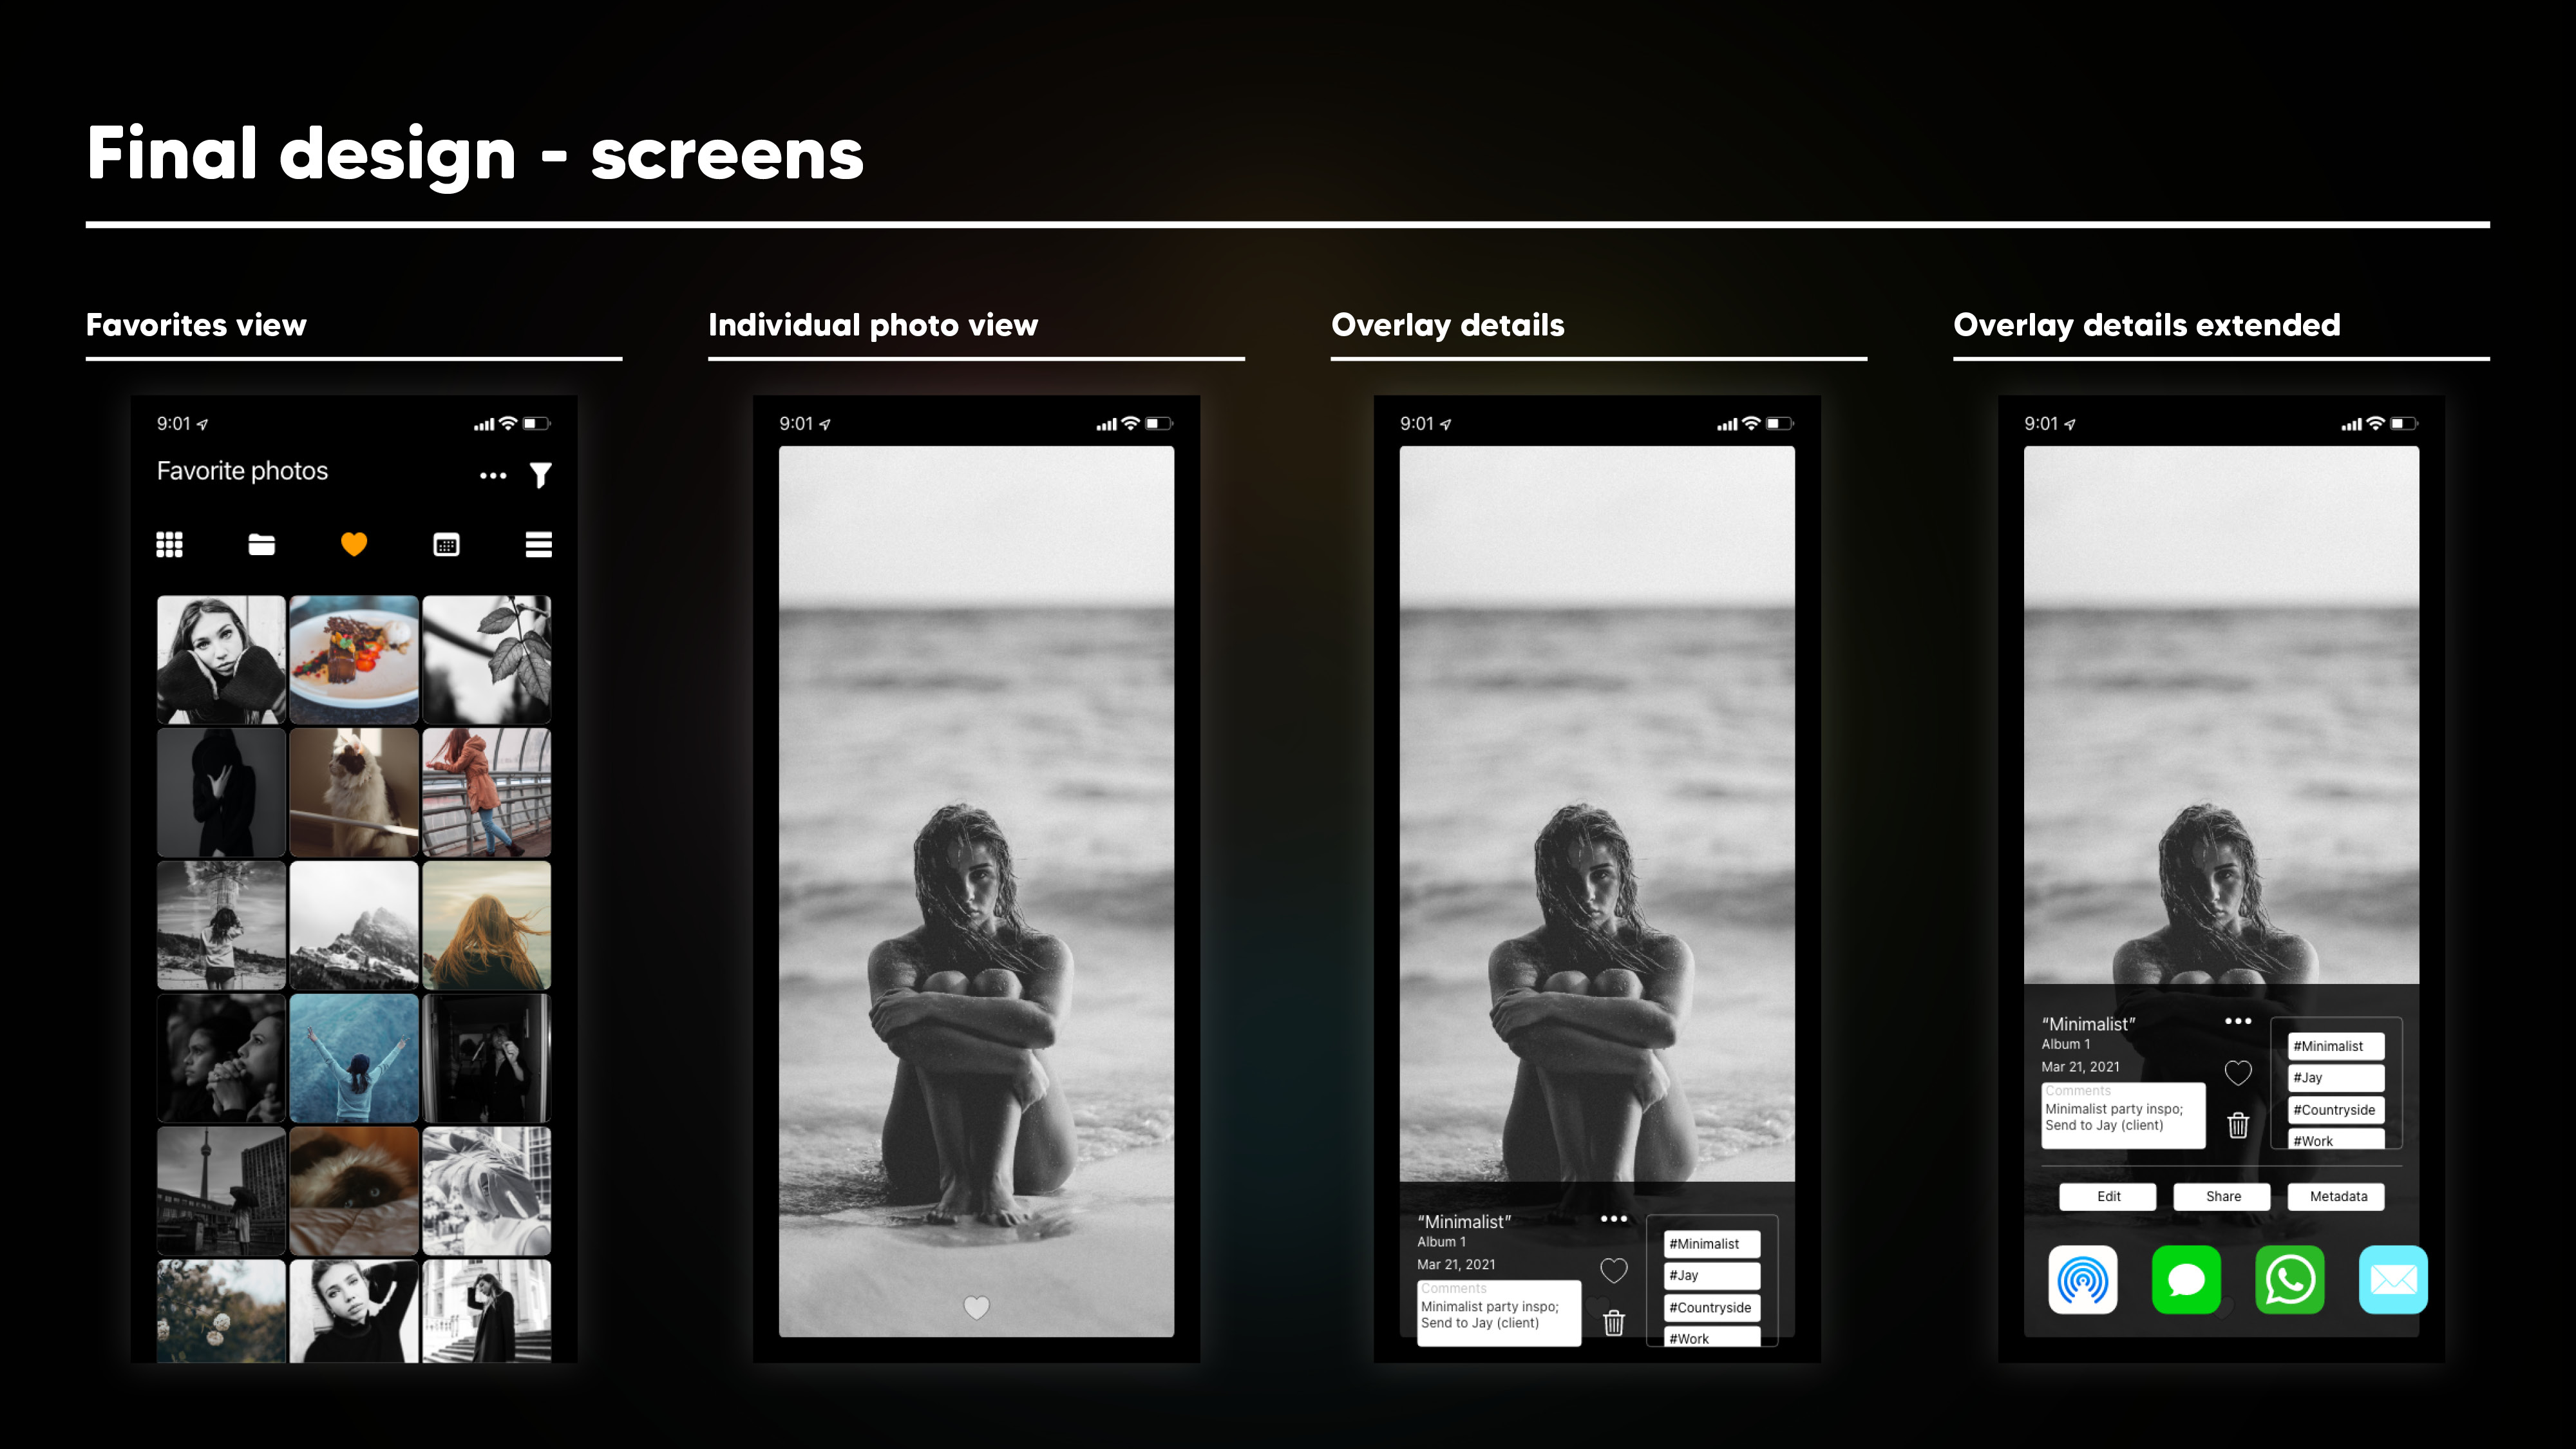 Final design - screens
Favorites view
Individual photo view
Overlay details
Overlay details extended
9:01
Favorite photos
9:01
9:01
“Minimalist”
Album 1
Mar 21, 2021
Comments
Minimalist party inspo;
Send to Jay (client)
#Minimalist
#Jay
#Countryside
#Work
9:01
“Minimalist”
Album 1
Mar 21, 2021
Comments
Minimalist party inspo;
Send to Jay (client)
#Minimalist
#Jay
#Countryside
#Work
Edit
Share
Metadata